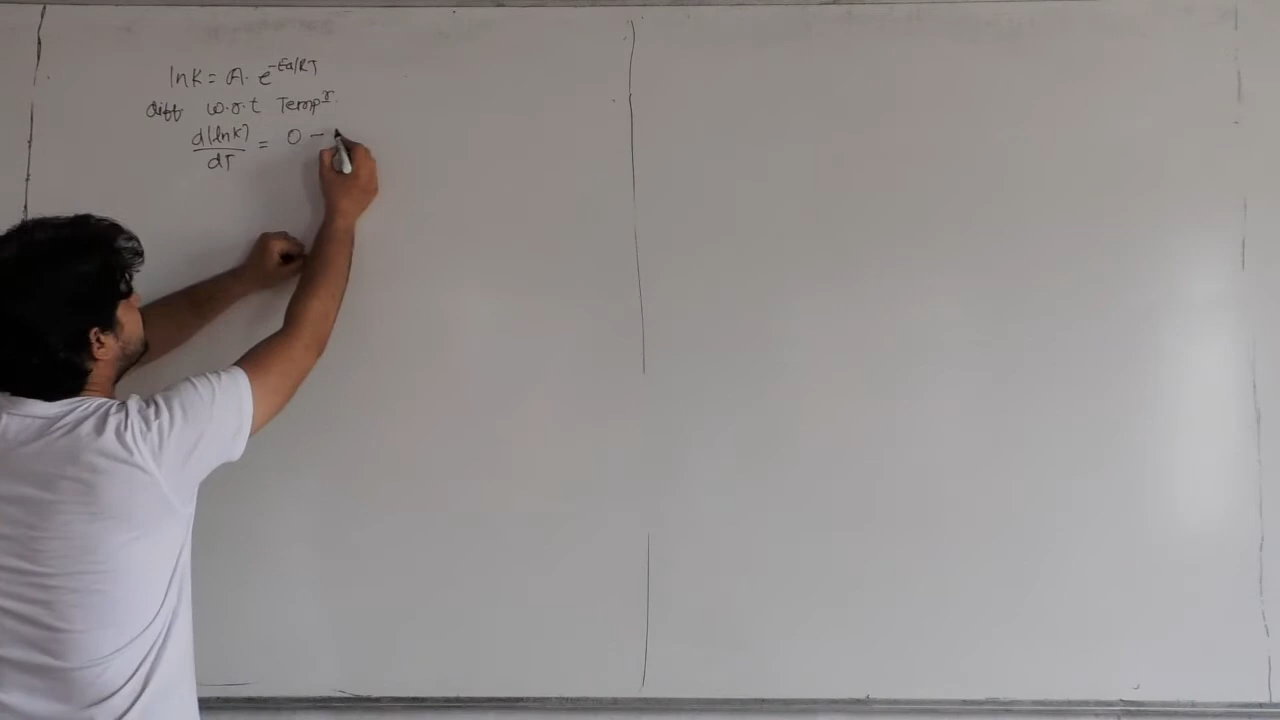 lnK = A. e^-Ea/RT
diff w.r.t Temp^r.
d(lnK)/dT = 0 -